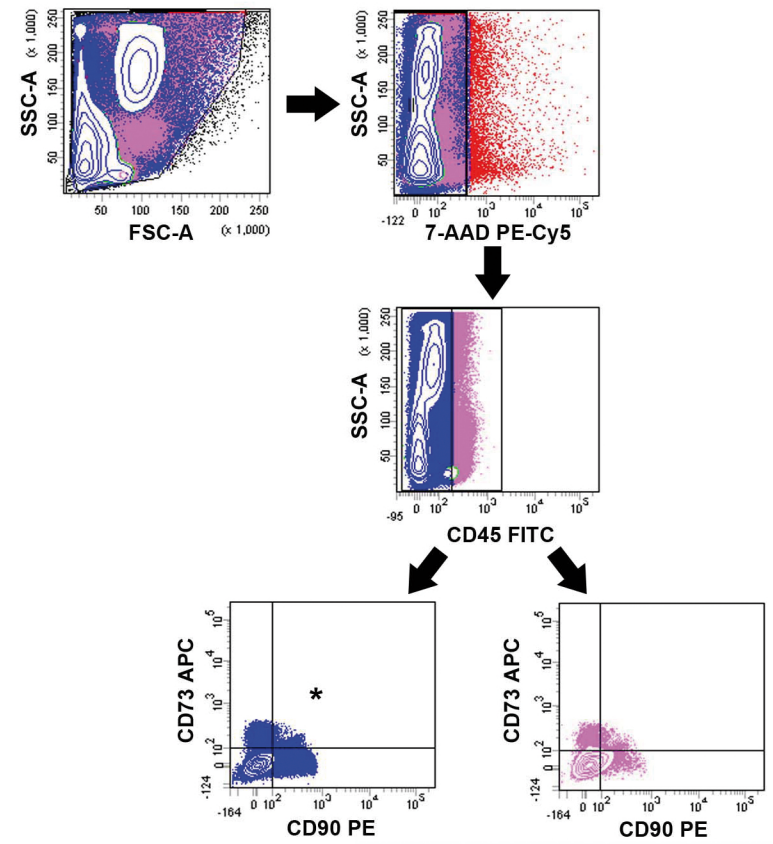 SSC-A
(x 1,000)
250
200
150
100
50
50 100 150 200 250
FSC-A
(x 1,000)
SSC-A
(x 1,000)
250
200
150
100
50
-122 0 10² 10³ 10⁴ 10⁵
7-AAD PE-Cy5
SSC-A
(x 1,000)
250
200
150
100
50
-95 0 10² 10³ 10⁴ 10⁵
CD45 FITC
CD73 APC
10⁵
10⁴
10³
10²
0
-124
*
-164 0 10² 10³ 10⁴ 10⁵
CD90 PE
CD73 APC
10⁵
10⁴
10³
10²
0
-124
-164 0 10² 10³ 10⁴ 10⁵
CD90 PE